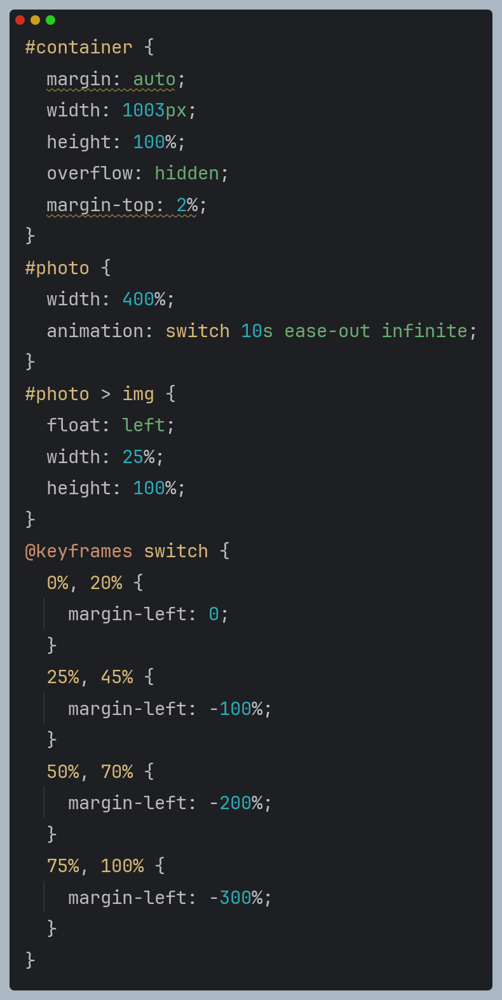 #container {
  margin: auto;
  width: 1003px;
  height: 100%;
  overflow: hidden;
  margin-top: 2%;
}
#photo {
  width: 400%;
  animation: switch 10s ease-out infinite;
}
#photo > img {
  float: left;
  width: 25%;
  height: 100%;
}
@keyframes switch {
  0%, 20% {
    margin-left: 0;
  }
  25%, 45% {
    margin-left: -100%;
  }
  50%, 70% {
    margin-left: -200%;
  }
  75%, 100% {
    margin-left: -300%;
  }
}